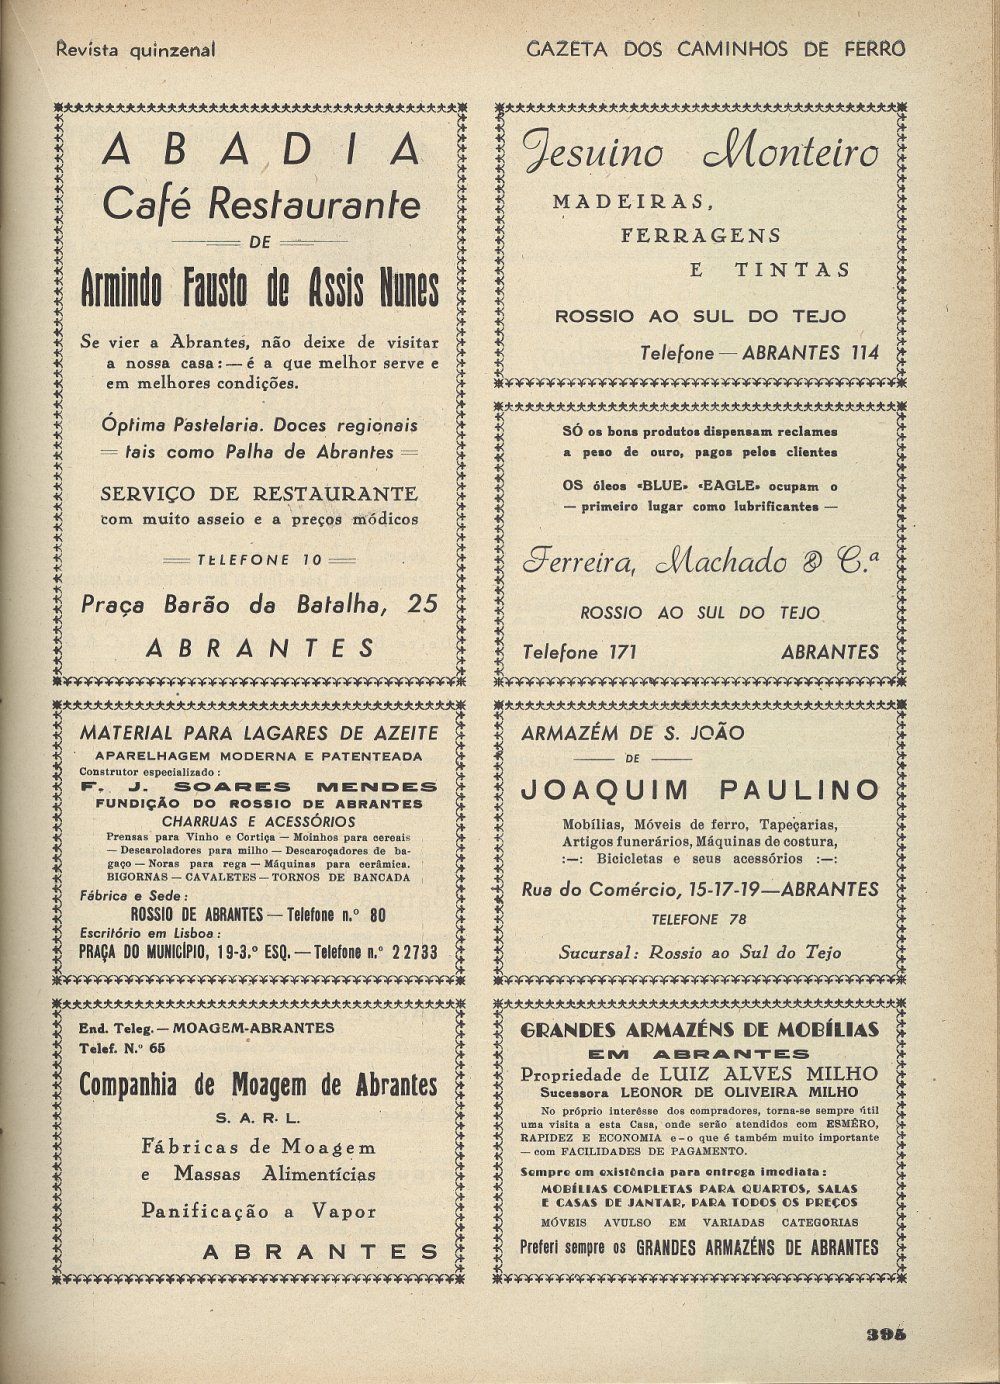 Revista quinzenal
GAZETA DOS CAMINHOS DE FERRO
ABADIA
Café Restaurante
DE
Armindo Fausto de Assis Nunes
Se vier a Abrantes, não deixe de visitar
a nossa casa: — é a que melhor serve e
em melhores condições.
Óptima Pastelaria. Doces regionais
tais como Palha de Abrantes
SERVIÇO DE RESTAURANTE
com muito asseio e a preços módicos
TELEFONE 10
Praça Barão da Batalha, 25
ABRANTES
Jesuino Monteiro
MADEIRAS,
FERRAGENS
E TINTAS
ROSSIO AO SUL DO TEJO
Telefone — ABRANTES 114
SÓ os bons produtos dispensam reclames
a peso de ouro, pagos pelos clientes
OS óleos «BLUE» «EAGLE» ocupam o
— primeiro lugar como lubrificantes —
Ferreira, Machado & C.ª
ROSSIO AO SUL DO TEJO
Telefone 171 ABRANTES
MATERIAL PARA LAGARES DE AZEITE
APARELHAGEM MODERNA E PATENTEADA
Construtor especializado:
F. J. SOARES MENDES
FUNDIÇÃO DO ROSSIO DE ABRANTES
CHARRUAS E ACESSÓRIOS
Prensas para Vinho e Cortiça — Moinhos para cereais
— Descaroladores para milho — Descaroçadores de ba-
gaço — Noras para rega — Máquinas para cerâmica.
BIGORNAS — CAVALETES — TORNOS DE BANCADA
Fábrica e Sede:
ROSSIO DE ABRANTES — Telefone n.º 80
Escritório em Lisboa:
PRAÇA DO MUNICÍPIO, 19-3.º ESQ. — Telefone n.º 22733
ARMAZÉM DE S. JOÃO
DE
JOAQUIM PAULINO
Mobílias, Móveis de ferro, Tapeçarias,
Artigos funerários, Máquinas de costura,
:—: Bicicletas e seus acessórios :—:
Rua do Comércio, 15-17-19—ABRANTES
TELEFONE 78
Sucursal: Rossio ao Sul do Tejo
End. Teleg. — MOAGEM-ABRANTES
Telef. N.º 65
Companhia de Moagem de Abrantes
S. A. R. L.
Fábricas de Moagem
e Massas Alimentícias
Panificação a Vapor
ABRANTES
GRANDES ARMAZÉNS DE MOBÍLIAS
EM ABRANTES
Propriedade de LUIZ ALVES MILHO
Sucessora LEONOR DE OLIVEIRA MILHO
No próprio interêsse dos compradores, torna-se sempre útil
uma visita a esta Casa, onde serão atendidos com ESMÊRO,
RAPIDEZ E ECONOMIA e-o que é também muito importante
— com FACILIDADES DE PAGAMENTO.
Sempre em existência para entrega imediata:
MOBÍLIAS COMPLETAS PARA QUARTOS, SALAS
E CASAS DE JANTAR, PARA TODOS OS PREÇOS
MÓVEIS AVULSO EM VARIADAS CATEGORIAS
Preferi sempre os GRANDES ARMAZÉNS DE ABRANTES
395